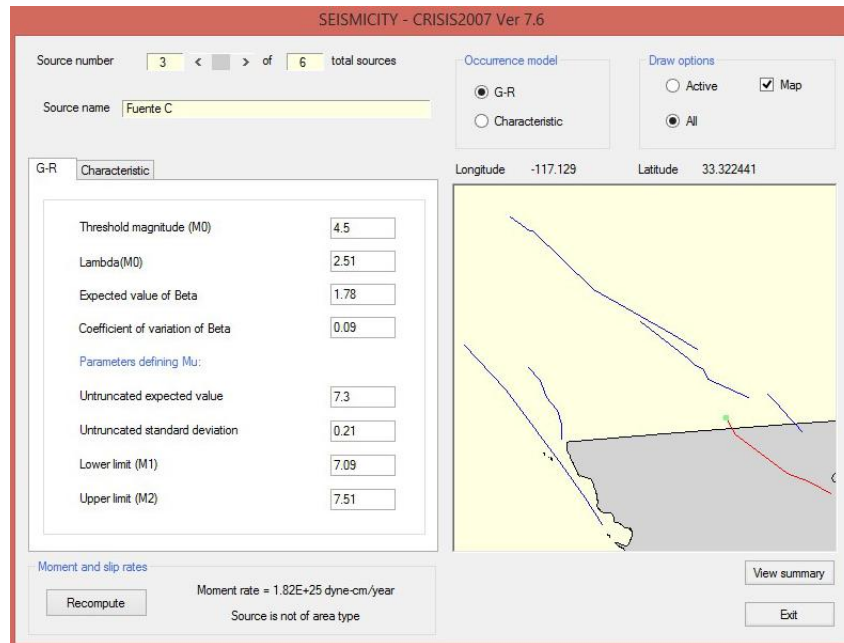 SEISMICITY - CRISIS2007 Ver 7.6
Source number 3 < > of 6 total sources
Source name Fuente C
Occurrence model
G-R
Characteristic
Draw options
Active
Map
All
G-R Characteristic
Longitude -117.129 Latitude 33.322441
Threshold magnitude (M0) 4.5
Lambda(M0) 2.51
Expected value of Beta 1.78
Coefficient of variation of Beta 0.09
Parameters defining Mu:
Untruncated expected value 7.3
Untruncated standard deviation 0.21
Lower limit (M1) 7.09
Upper limit (M2) 7.51
Moment and slip rates
Recompute
Moment rate = 1.82E+25 dyne-cm/year
Source is not of area type
View summary
Exit